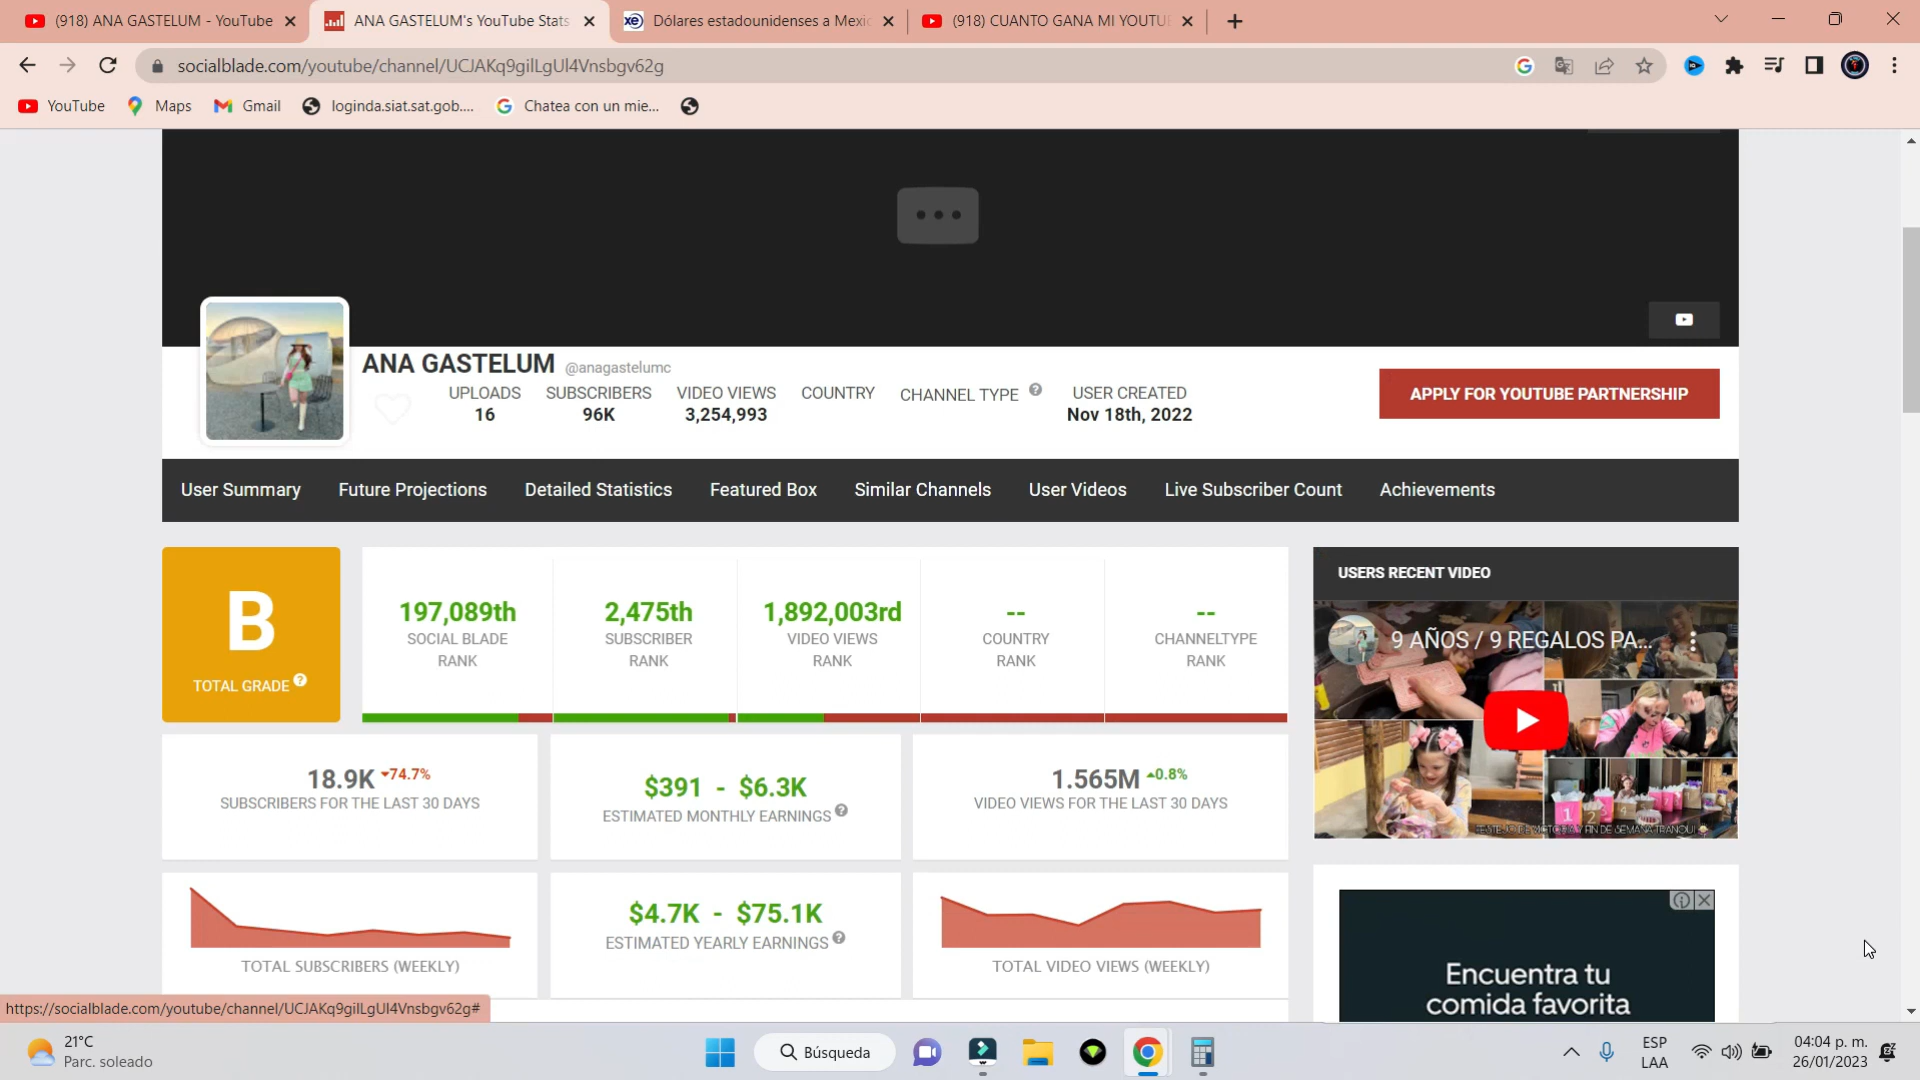 (918) ANA GASTELUM - YouTube
ANA GASTELUM's YouTube Stats
Dólares estadounidenses a Mexic
(918) CUANTO GANA MI YOUTU
socialblade.com/youtube/channel/UCJAKq9gilLgUl4Vnsbgv62g
YouTube
Maps
Gmail
loginda.siat.sat.gob....
Chatea con un mie...
ANA GASTELUM @anagastelumc
UPLOADS
16
SUBSCRIBERS
96K
VIDEO VIEWS
3,254,993
COUNTRY
CHANNEL TYPE
USER CREATED
Nov 18th, 2022
APPLY FOR YOUTUBE PARTNERSHIP
User Summary
Future Projections
Detailed Statistics
Featured Box
Similar Channels
User Videos
Live Subscriber Count
Achievements
B
TOTAL GRADE
197,089th
SOCIAL BLADE
RANK
2,475th
SUBSCRIBER
RANK
1,892,003rd
VIDEO VIEWS
RANK
--
COUNTRY
RANK
--
CHANNELTYPE
RANK
USERS RECENT VIDEO
9 AÑOS / 9 REGALOS PA...
18.9K 74.7%
SUBSCRIBERS FOR THE LAST 30 DAYS
$391 - $6.3K
ESTIMATED MONTHLY EARNINGS
1.565M 0.8%
VIDEO VIEWS FOR THE LAST 30 DAYS
TOTAL SUBSCRIBERS (WEEKLY)
$4.7K - $75.1K
ESTIMATED YEARLY EARNINGS
TOTAL VIDEO VIEWS (WEEKLY)
Encuentra tu
comida favorita
https://socialblade.com/youtube/channel/UCJAKq9gilLgUl4Vnsbgv62g#
21°C
Parc. soleado
Búsqueda
ESP
LAA
04:04 p. m.
26/01/2023